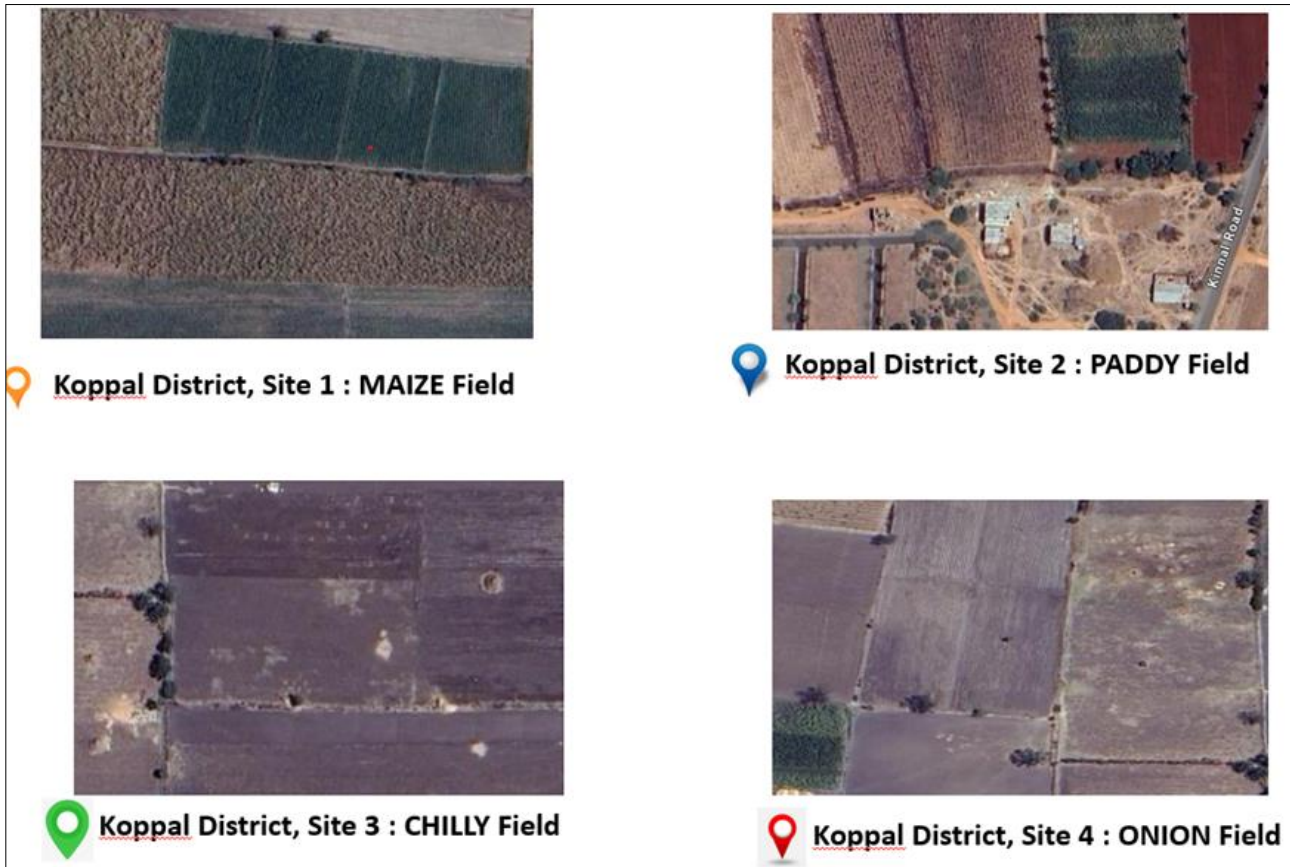 Kinnal Road
Koppal District, Site 1 : MAIZE Field
Koppal District, Site 2 : PADDY Field
Koppal District, Site 3 : CHILLY Field
Koppal District, Site 4 : ONION Field